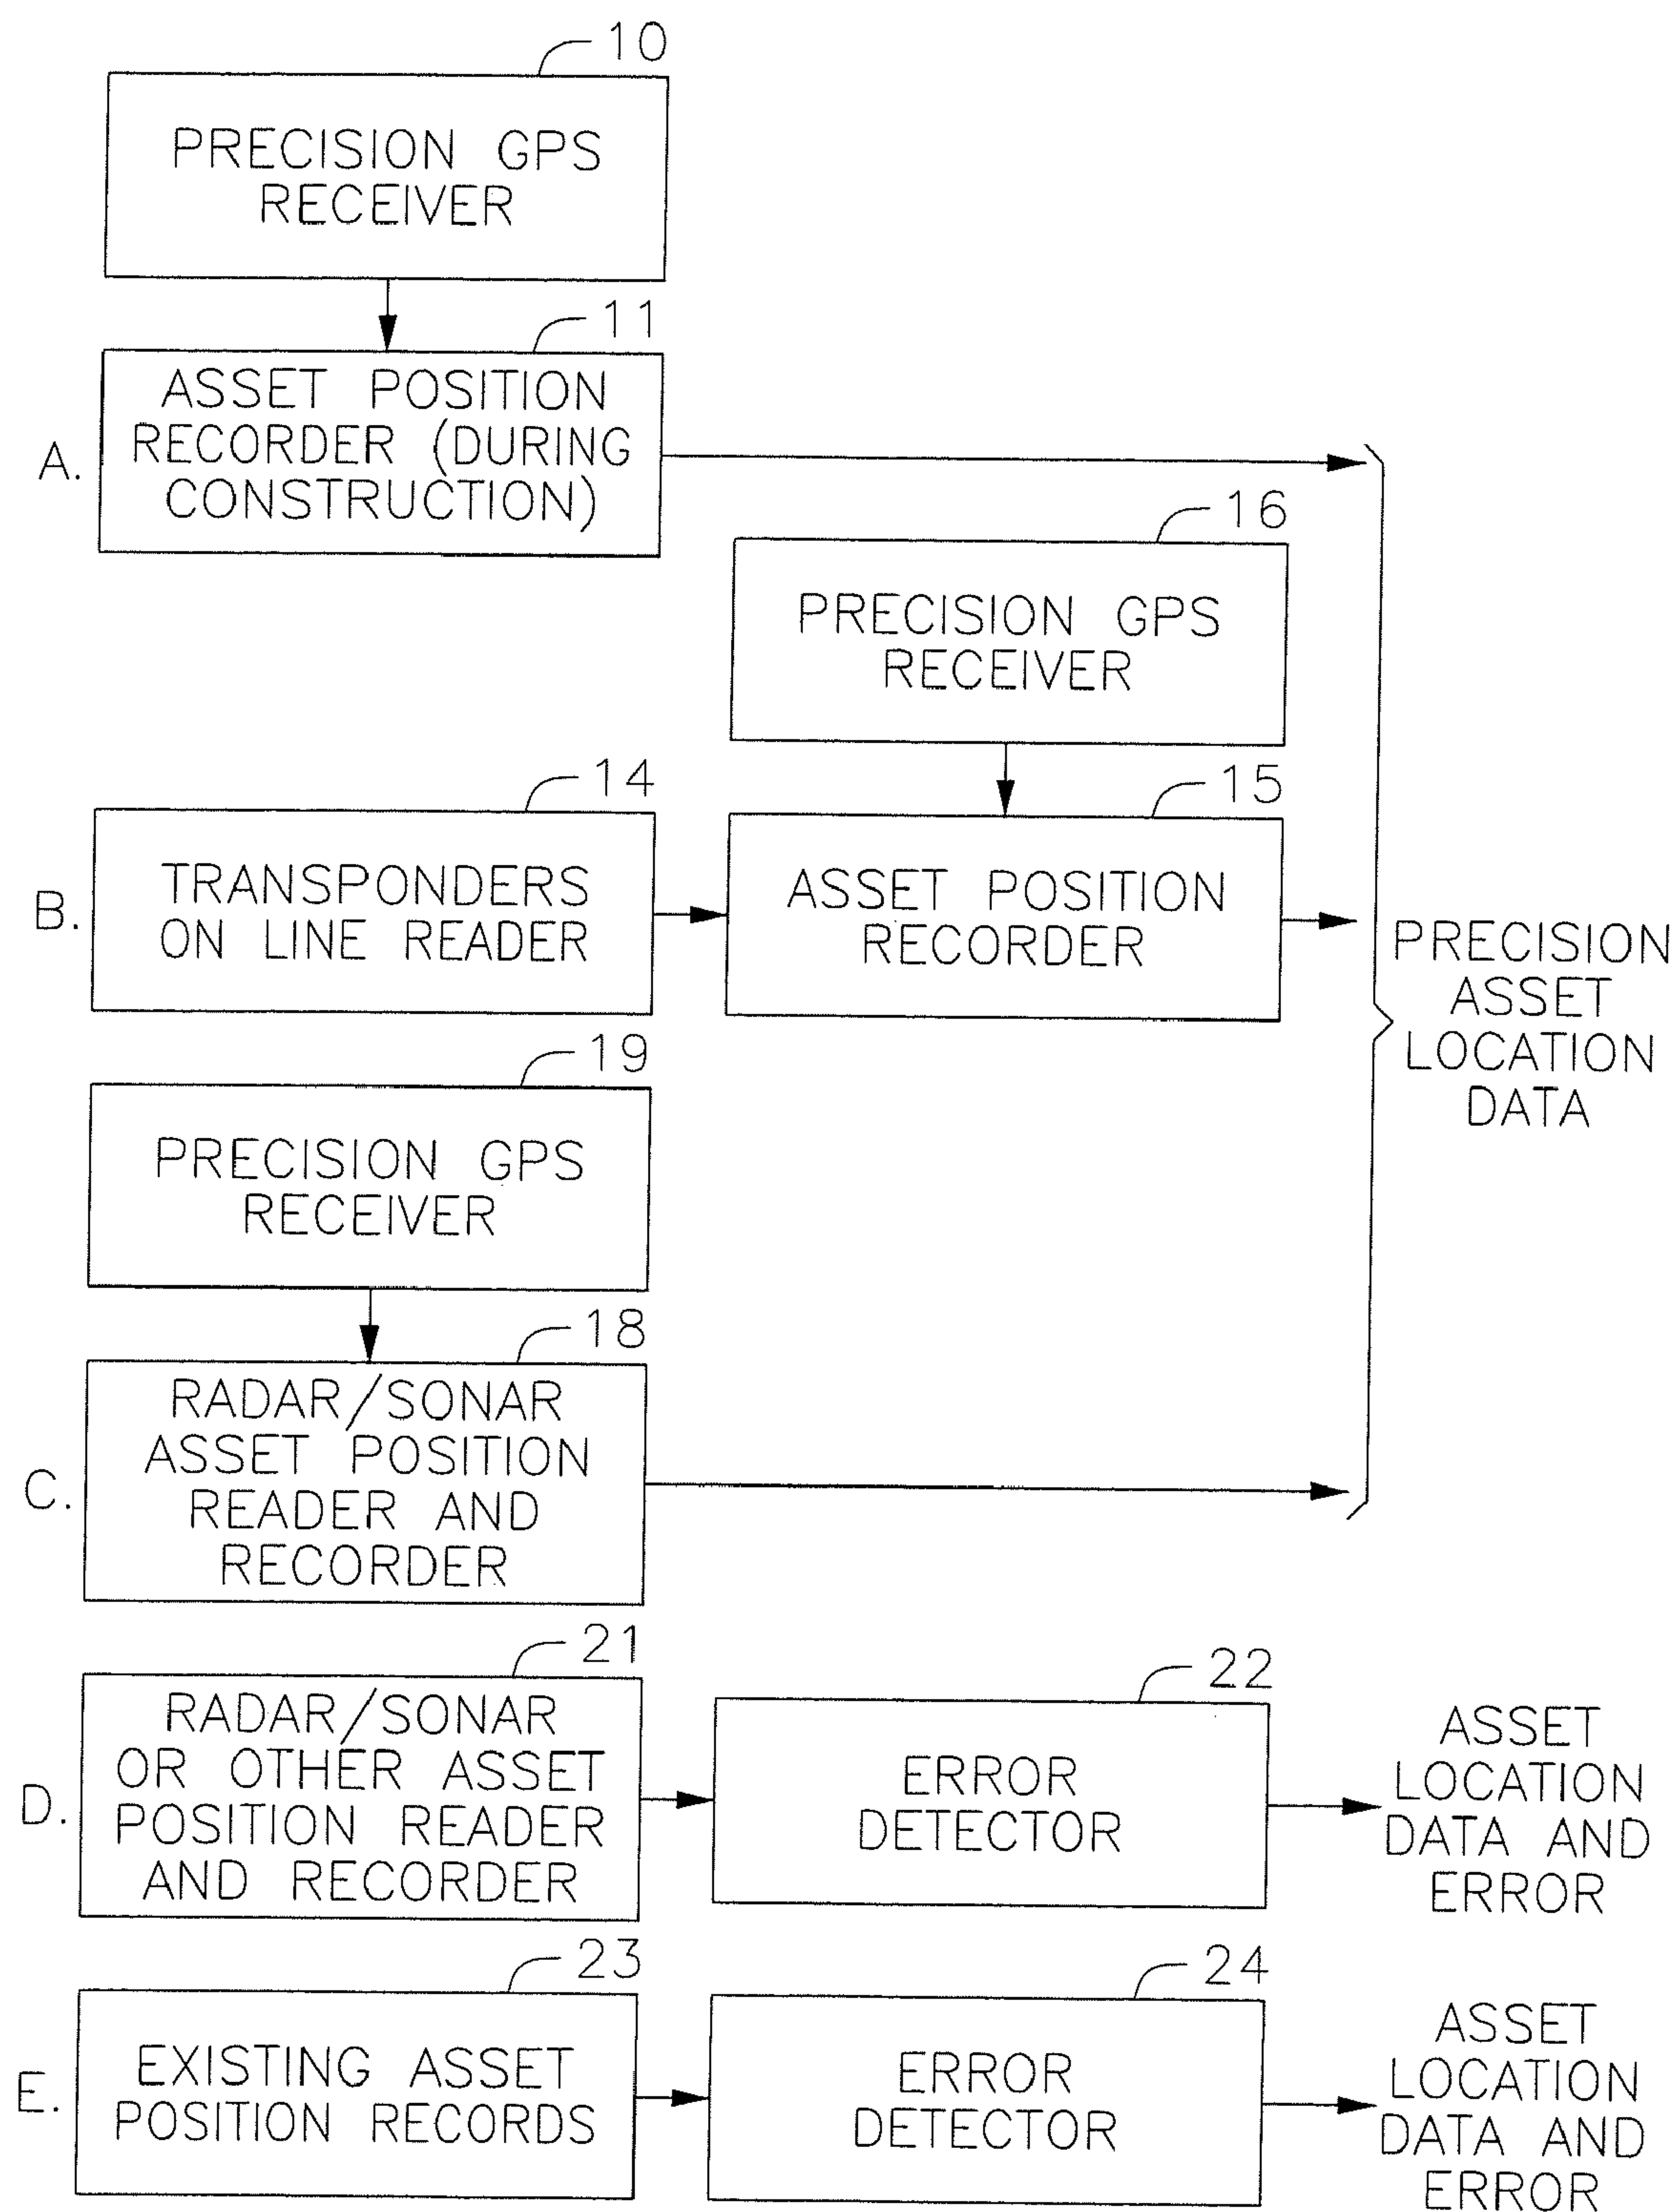 10
PRECISION GPS
RECEIVER
11
ASSET POSITION
RECORDER (DURING
CONSTRUCTION)
A.
16
PRECISION GPS
RECEIVER
14
TRANSPONDERS
ON LINE READER
B.
15
ASSET POSITION
RECORDER
PRECISION
ASSET
LOCATION
DATA
19
PRECISION GPS
RECEIVER
18
RADAR/SONAR
ASSET POSITION
READER AND
RECORDER
C.
21
RADAR/SONAR
OR OTHER ASSET
POSITION READER
AND RECORDER
D.
22
ERROR
DETECTOR
ASSET
LOCATION
DATA AND
ERROR
23
EXISTING ASSET
POSITION RECORDS
E.
24
ERROR
DETECTOR
ASSET
LOCATION
DATA AND
ERROR